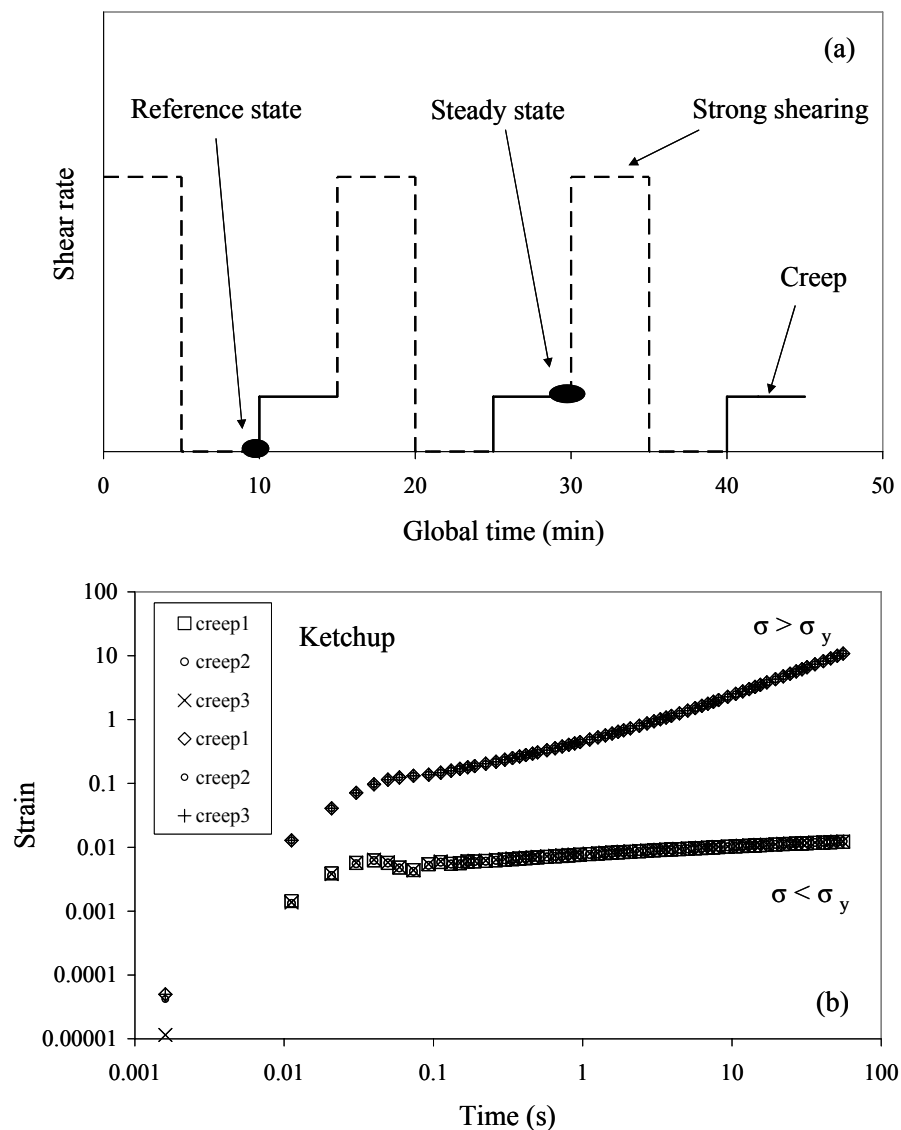 (a)
Reference state
Steady state
Strong shearing
Creep
Shear rate
0 10 20 30 40 50
Global time (min)
100
10
1
0.1
0.01
0.001
0.0001
0.00001
creep1
creep2
creep3
creep1
creep2
creep3
Ketchup
σ > σ y
σ < σ y
(b)
Strain
0.001 0.01 0.1 1 10 100
Time (s)